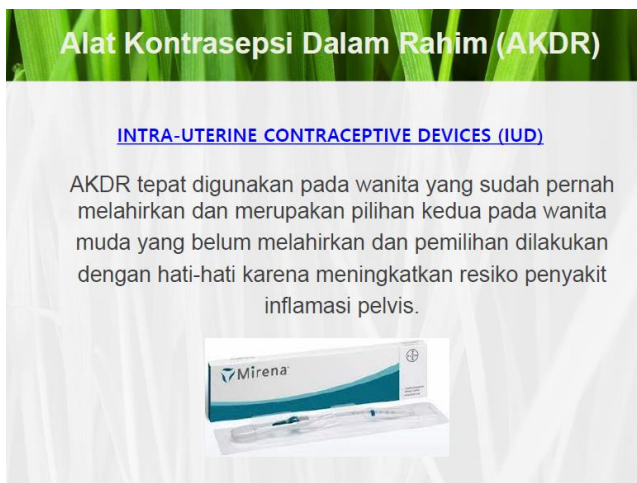 Alat Kontrasepsi Dalam Rahim (AKDR)
INTRA-UTERINE CONTRACEPTIVE DEVICES (IUD)
AKDR tepat digunakan pada wanita yang sudah pernah
melahirkan dan merupakan pilihan kedua pada wanita
muda yang belum melahirkan dan pemilihan dilakukan
dengan hati-hati karena meningkatkan resiko penyakit
inflamasi pelvis.
Mirena